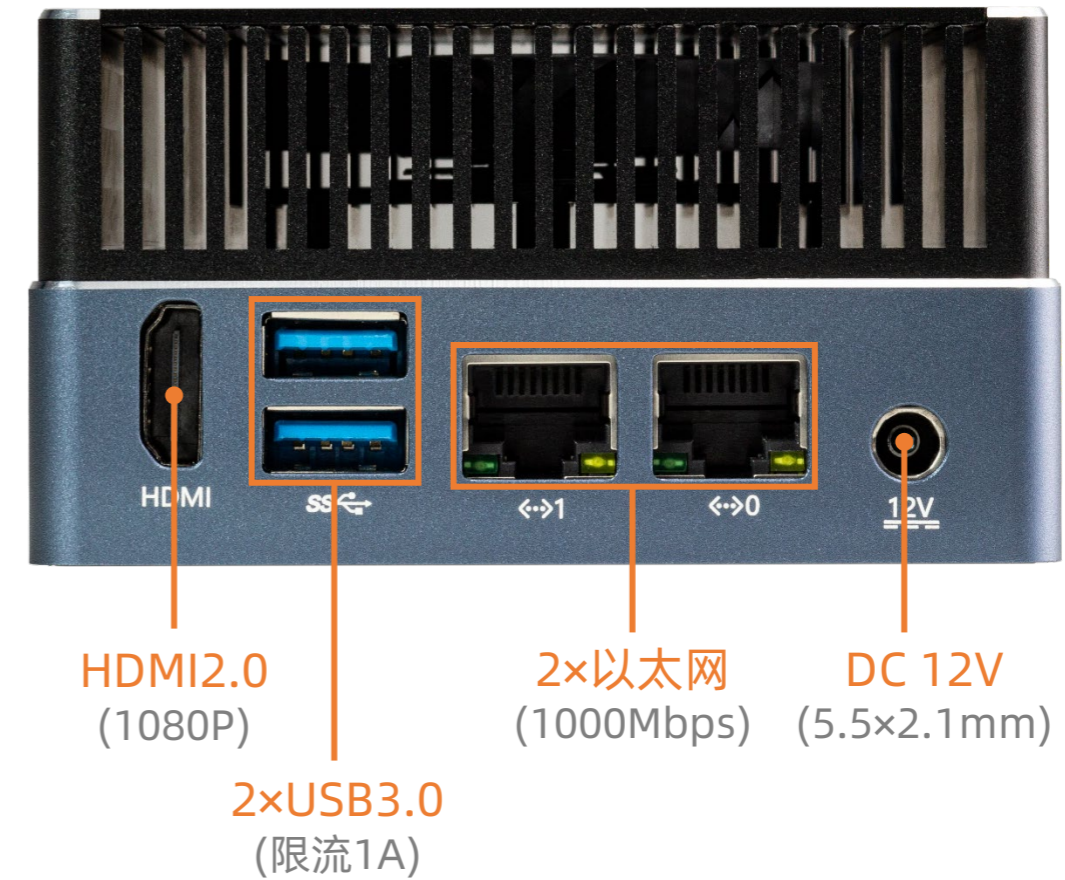 HDMI
SS
1
0
12V
HDMI2.0
(1080P)
2×USB3.0
(限流1A)
2×以太网
(1000Mbps)
DC 12V
(5.5×2.1mm)